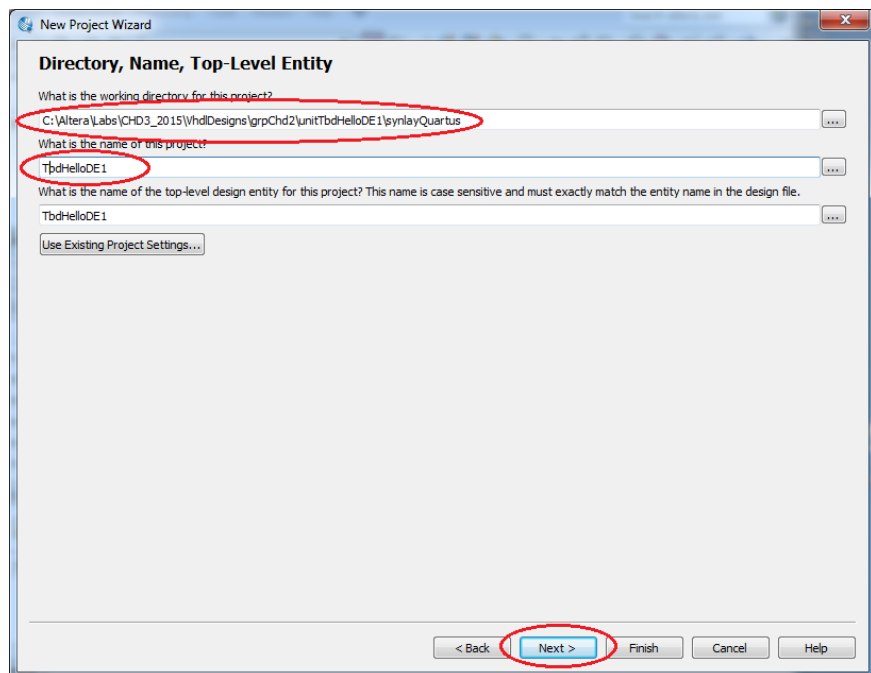 New Project Wizard
Directory, Name, Top-Level Entity
What is the working directory for this project?
C:\Altera\Labs\CHD3_2015\VhdlDesigns\grpChd2\unitTbdHelloDE1\synlayQuartus
...
What is the name of this project?
TbdHelloDE1
...
What is the name of the top-level design entity for this project? This name is case sensitive and must exactly match the entity name in the design file.
TbdHelloDE1
...
Use Existing Project Settings...
< Back Next > Finish Cancel Help